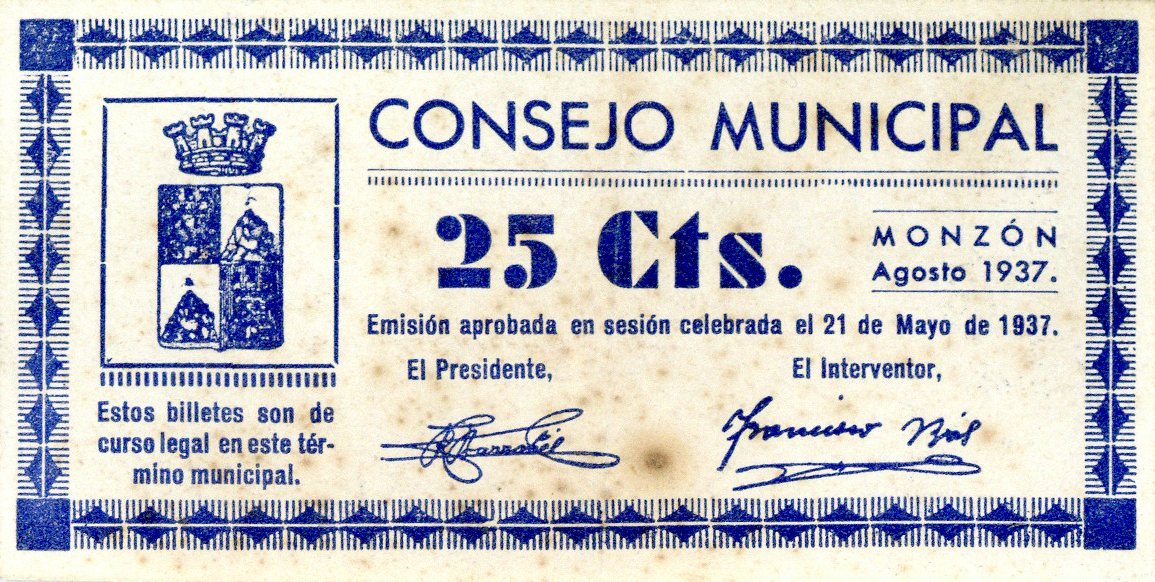 CONSEJO MUNICIPAL
25 Cts.
MONZÓN
Agosto 1937.
Emisión aprobada en sesión celebrada el 21 de Mayo de 1937.
El Presidente,
El Interventor,
Francisco
Estos billetes son de
curso legal en este tér-
mino municipal.